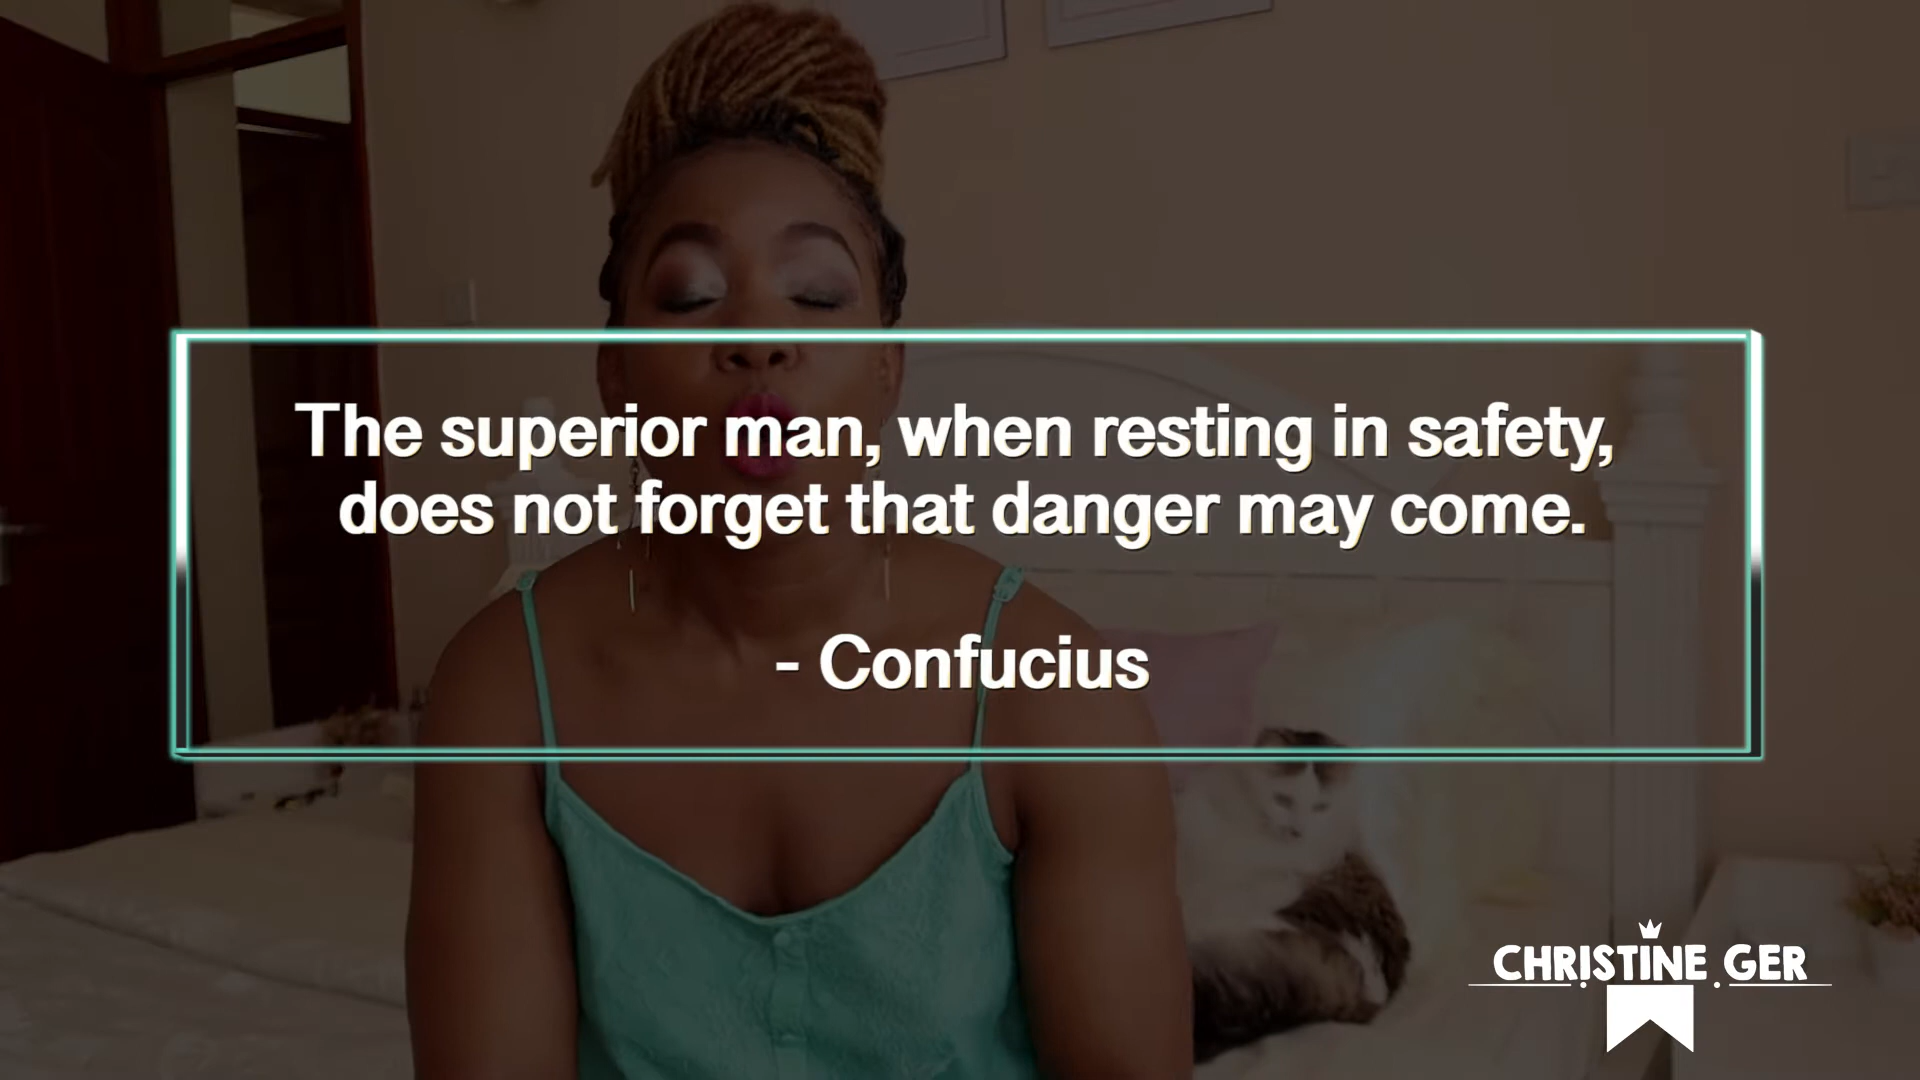 The superior man, when resting in safety,
does not forget that danger may come.
- Confucius
CHRISTINE GER